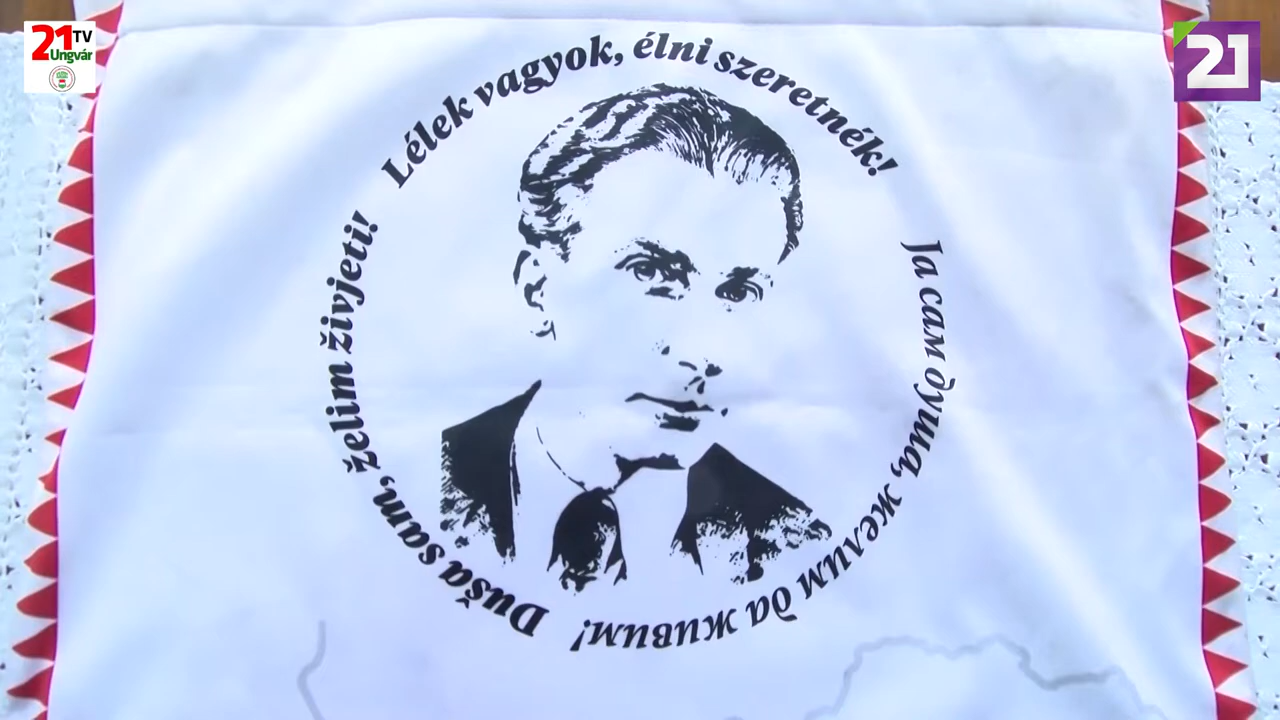 21 TV
Ungvár
21
Lélek vagyok, élni szeretnék!
Ja сам душа, желим да живим!
Duša sam, želim živjeti!